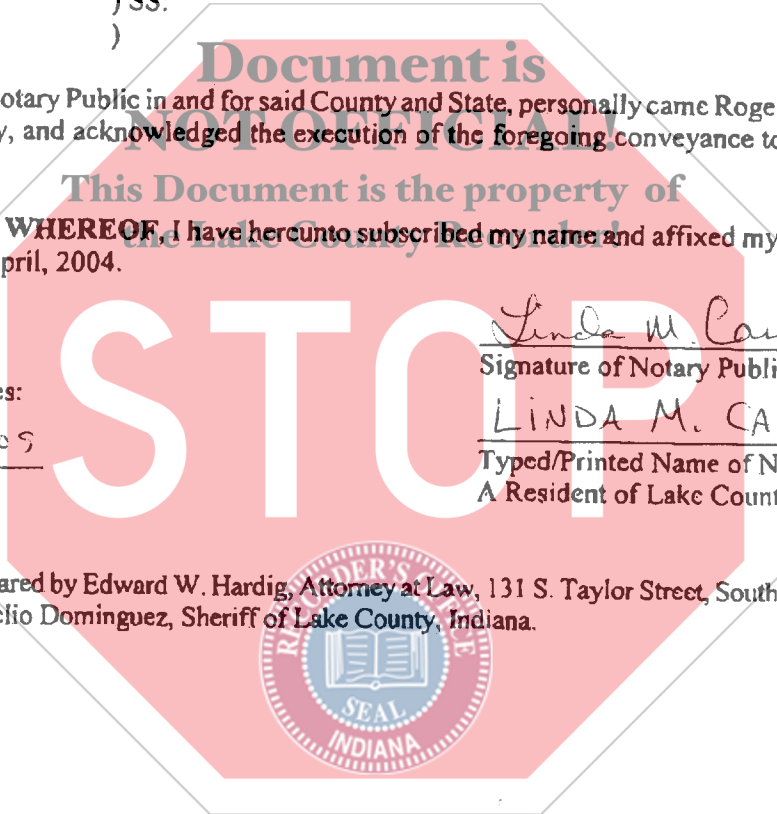 ) SS.
)
Document is
otary Public in and for said County and State, personally came Roge
NOT OFFICIAL!
y, and acknowledged the execution of the foregoing conveyance to
This Document is the property of
WHEREOF, I have hereunto subscribed my name and affixed my
the Lake County Recorder!
pril, 2004.
STOP
Linda M. Ca
Signature of Notary Publi
es:
LINDA M. CA
Typed/Printed Name of N
A Resident of Lake Count
ared by Edward W. Hardig, Attorney at Law, 131 S. Taylor Street, South
elio Dominguez, Sheriff of Lake County, Indiana.
RECORDER'S OFFICE
SEAL
INDIANA